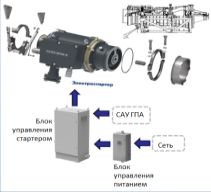 Электростартер
САУ ГПА
Блок
управления
стартером
Сеть
Блок
управления
питанием